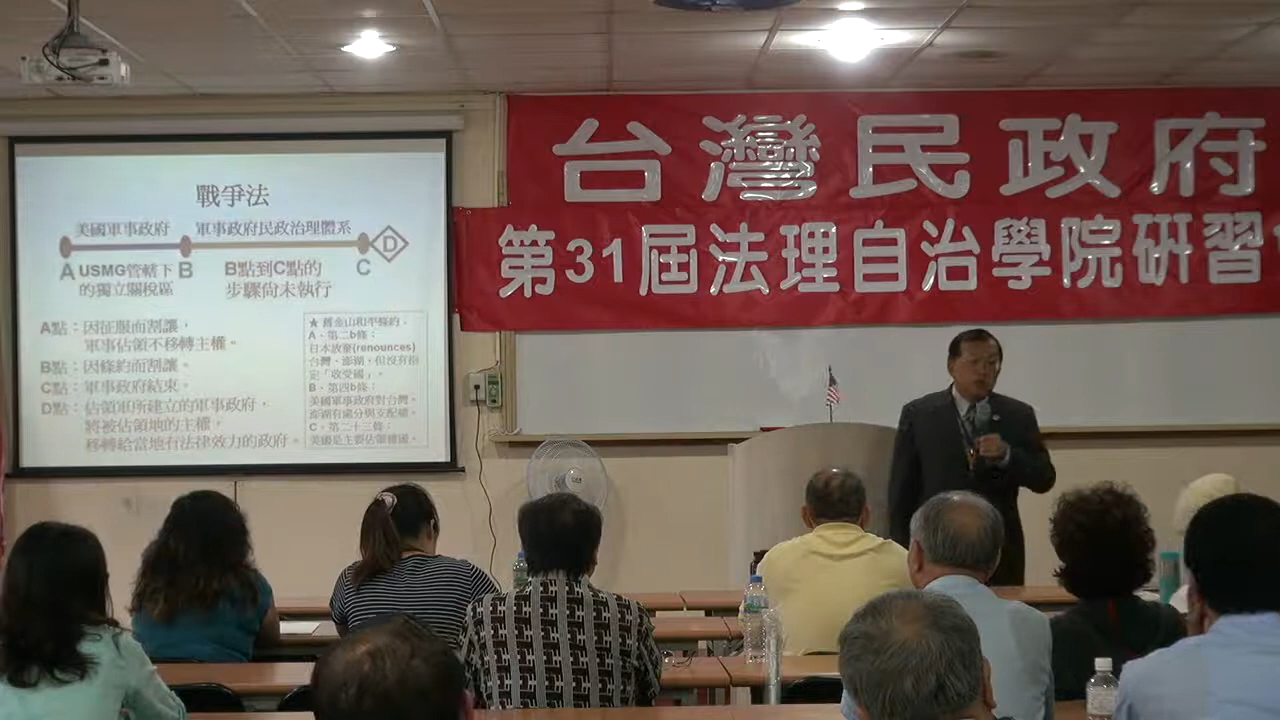 戰爭法
美國軍事政府 軍事政府民政治理體系
D
A USMG管轄下 B B點到C點的 C
的獨立關稅區 步驟尚未執行
A點：因征服而割讓，
軍事佔領不移轉主權。
B點：因條約而割讓。
C點：軍事政府結束。
D點：佔領軍所建立的軍事政府，
將被佔領地的主權，
移轉給當地有法律效力的政府。
★ 舊金山和平條約．
A、第二b條：
日本放棄(renounces)
台灣、澎湖，但沒有指
定「收受國」。
B、第四b條：
美國軍事政府對台灣、
澎湖有處分與支配權。
C、第二十三條：
美國是主要佔領權國。
台灣民政府
第31屆法理自治學院研習